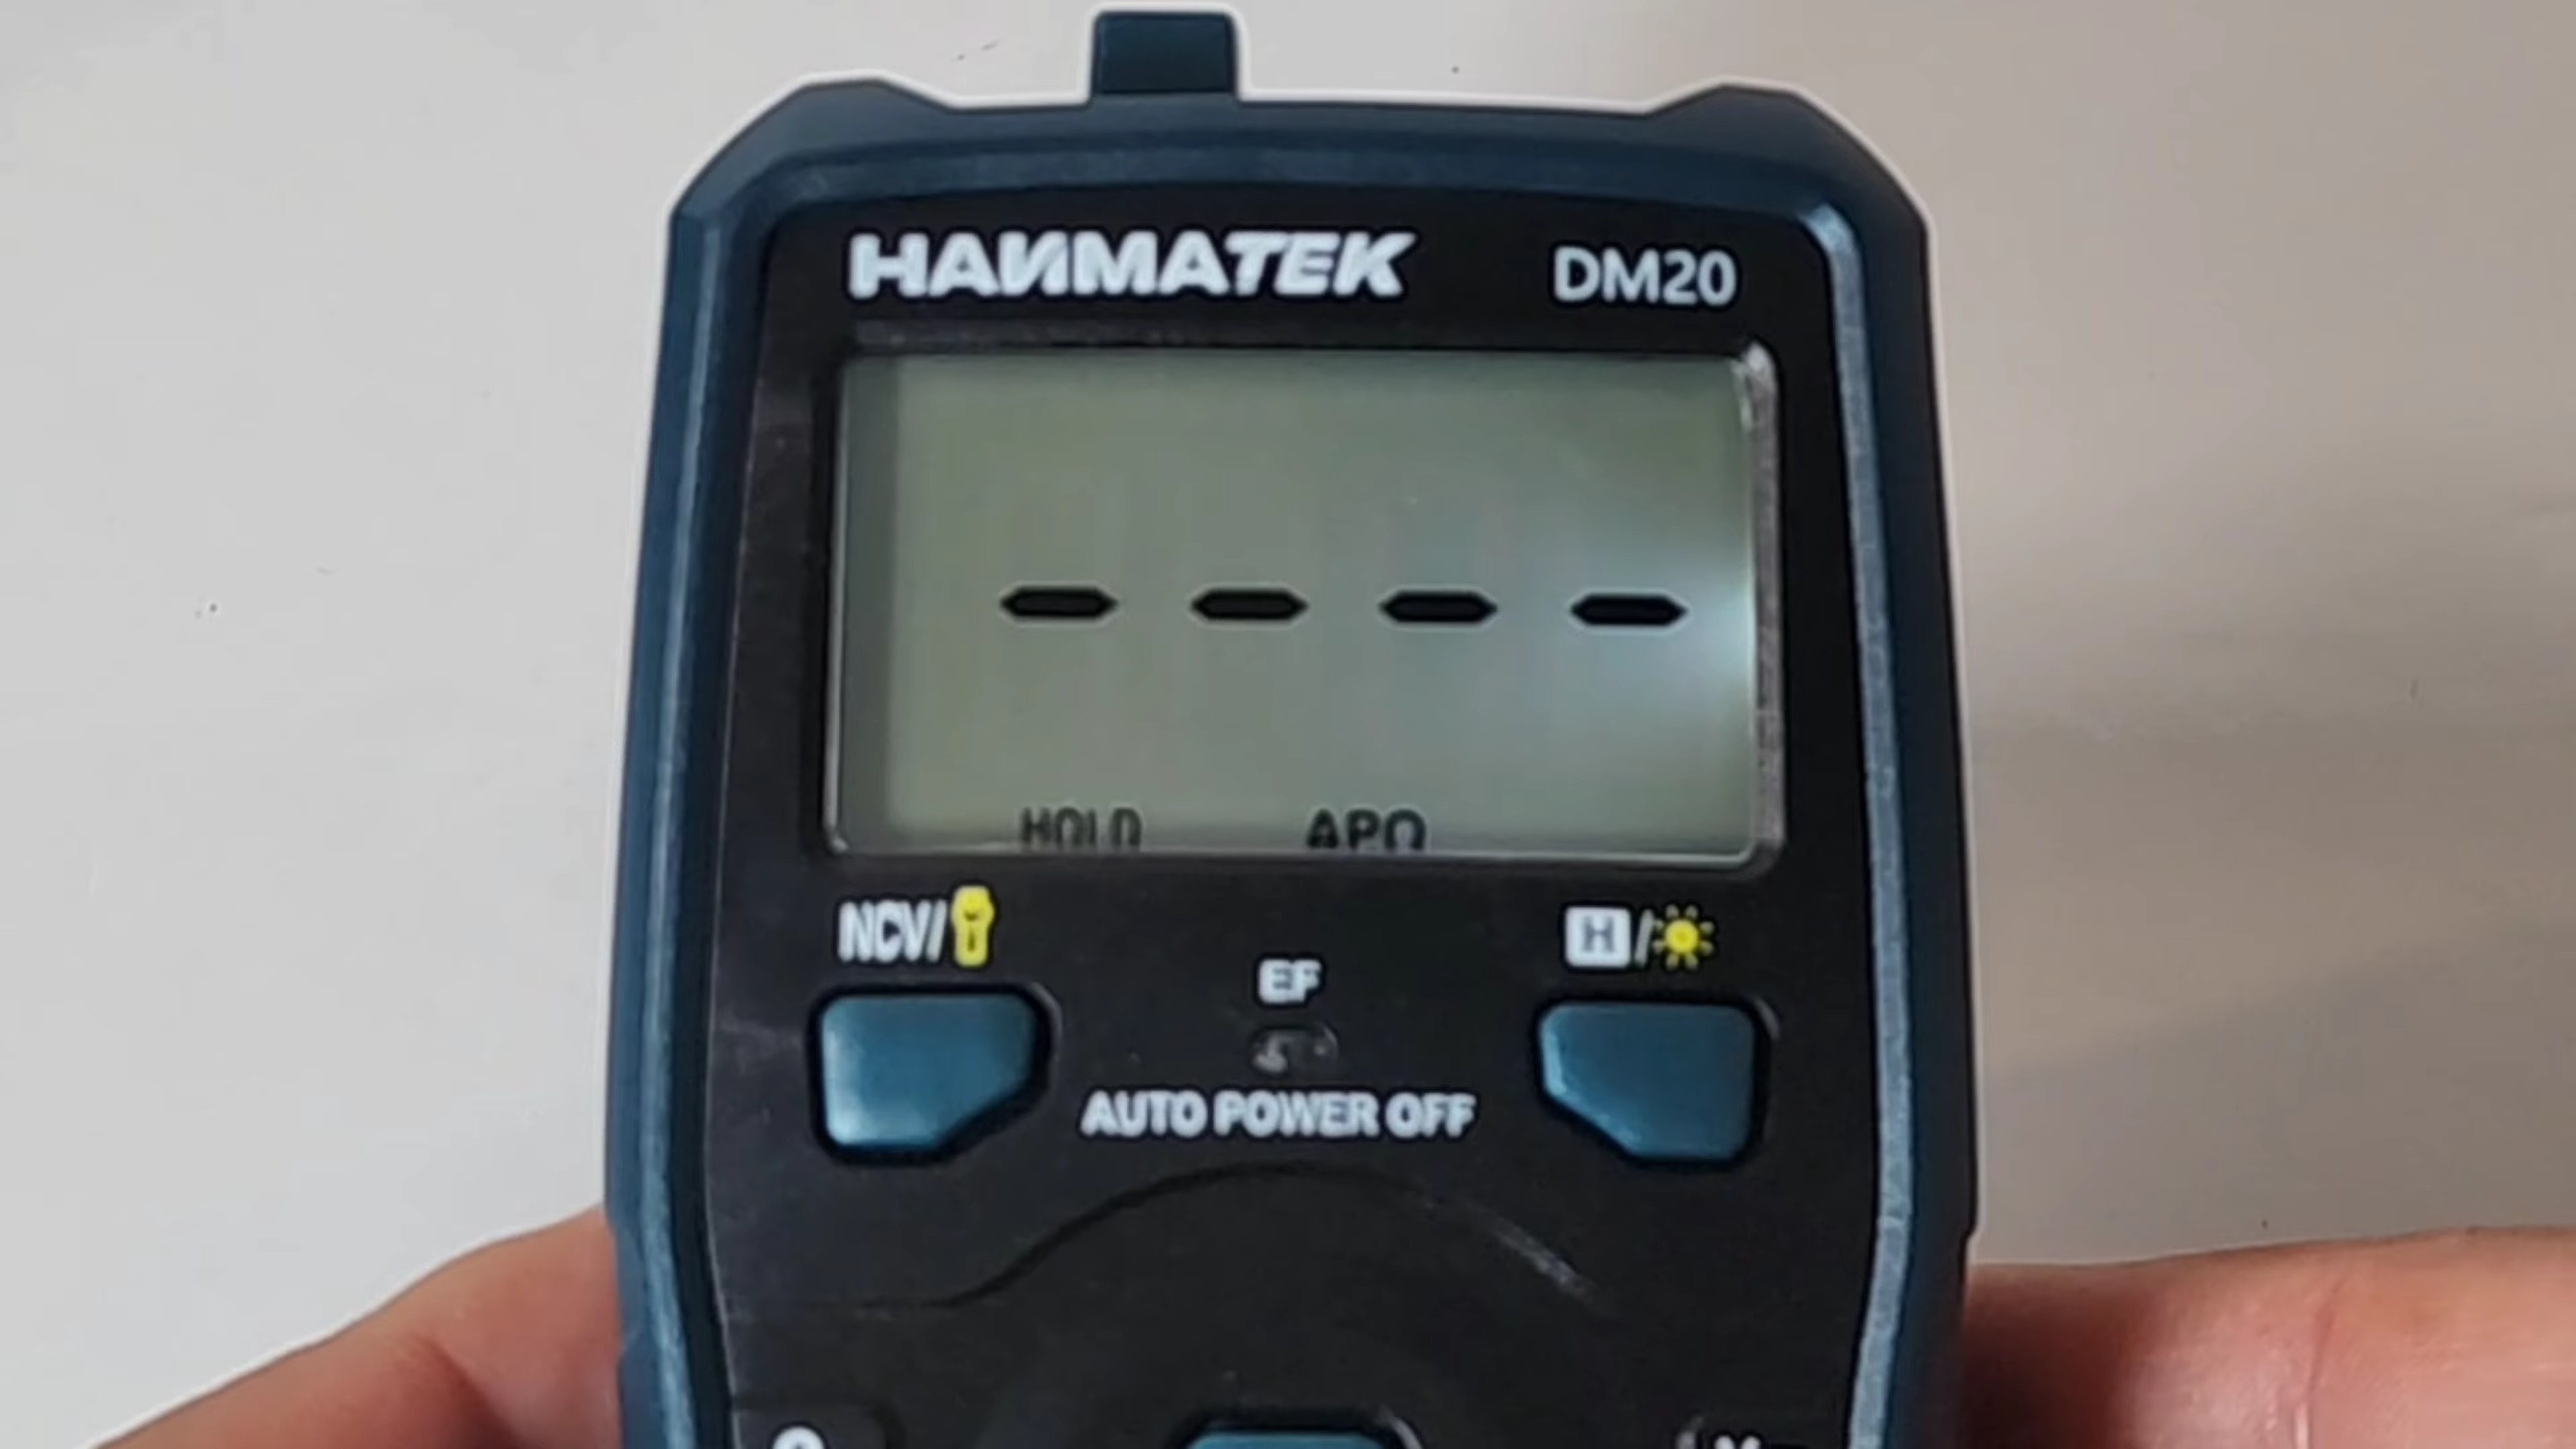 HANMATEK DM20
- - - -
HOLD APO
NCV/ H/
EF
AUTO POWER OFF